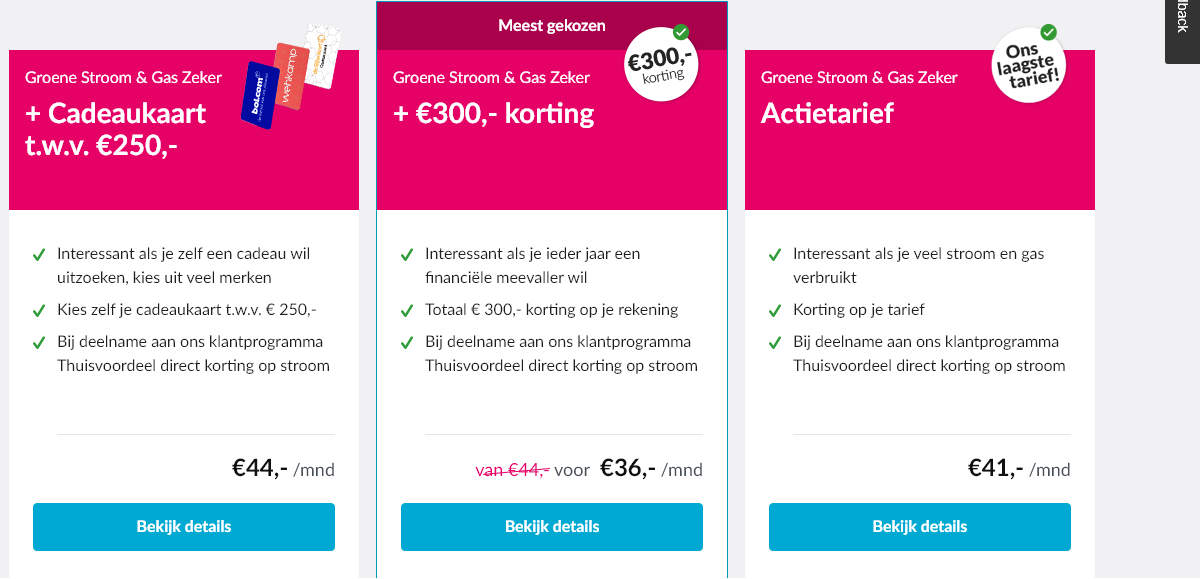 lback
Groene Stroom & Gas Zeker
+ Cadeaukaart
t.w.v. €250,-
bol.com
wehkamp
Interessant als je zelf een cadeau wil
uitzoeken, kies uit veel merken
Kies zelf je cadeaukaart t.w.v. € 250,-
Bij deelname aan ons klantprogramma
Thuisvoordeel direct korting op stroom
€44,- /mnd
Bekijk details
Meest gekozen
€300,-
korting
Groene Stroom & Gas Zeker
+ €300,- korting
Interessant als je ieder jaar een
financiële meevaller wil
Totaal € 300,- korting op je rekening
Bij deelname aan ons klantprogramma
Thuisvoordeel direct korting op stroom
van €44,- voor €36,- /mnd
Bekijk details
Ons
laagste
tarief!
Groene Stroom & Gas Zeker
Actietarief
Interessant als je veel stroom en gas
verbruikt
Korting op je tarief
Bij deelname aan ons klantprogramma
Thuisvoordeel direct korting op stroom
€41,- /mnd
Bekijk details